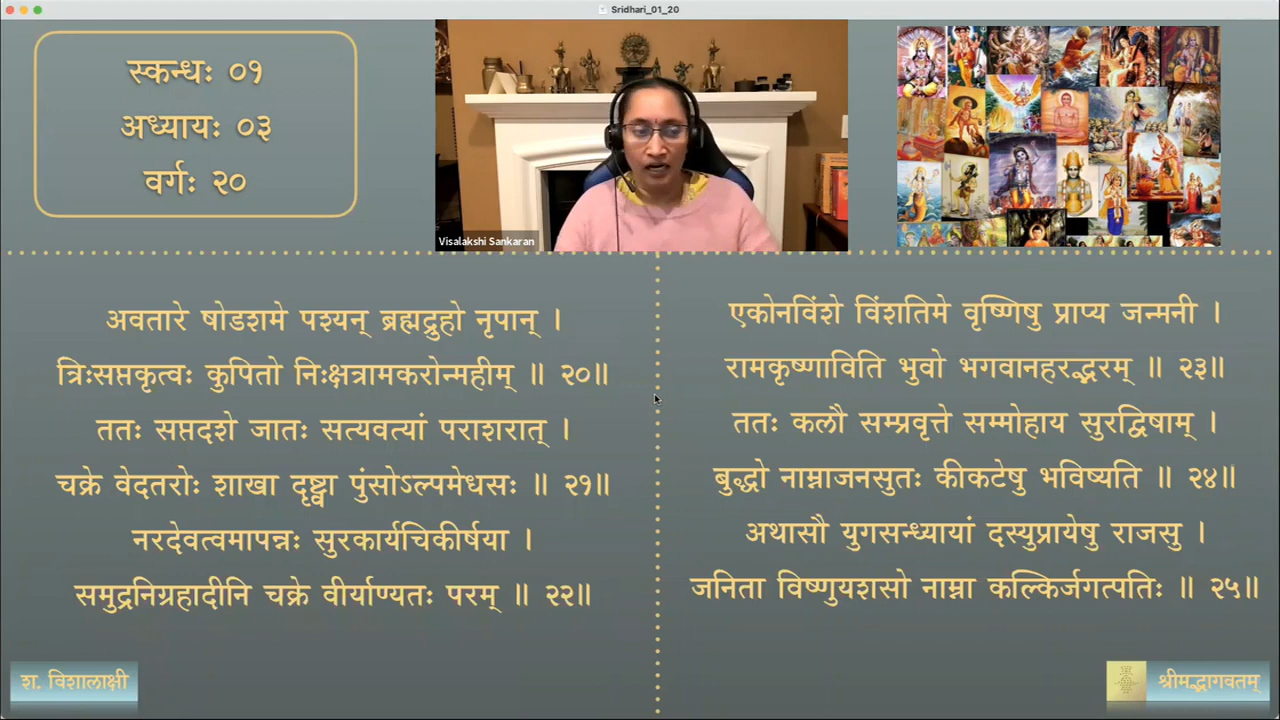 Sridhari_01_20
स्कन्धः ०१
अध्यायः ०३
वर्गः २०
Visalakshi Sankaran
अवतारे षोडशमे पश्यन् ब्रह्मद्रुहो नृपान् ।
त्रिःसप्तकृत्वः कुपितो निःक्षत्रामकरोन्महीम् ॥ २०॥
ततः सप्तदशे जातः सत्यवत्यां पराशरात् ।
चक्रे वेदतरोः शाखा दृष्ट्वा पुंसोऽल्पमेधसः ॥ २१॥
नरदेवत्वमापन्नः सुरकार्यचिकीर्षया ।
समुद्रनिग्रहादीनि चक्रे वीर्याण्यतः परम् ॥ २२॥
एकोनविंशे विंशतिमे वृष्णिषु प्राप्य जन्मनी ।
रामकृष्णाविति भुवो भगवानहरद्भरम् ॥ २३॥
ततः कलौ सम्प्रवृत्ते सम्मोहाय सुरद्विषाम् ।
बुद्धो नाम्नाजनसुतः कीकटेषु भविष्यति ॥ २४॥
अथासौ युगसन्ध्यायां दस्युप्रायेषु राजसु ।
जनिता विष्णुयशसो नाम्ना कल्किर्जगत्पतिः ॥ २५॥
श. विशालाक्षी
श्रीमद्भागवतम्